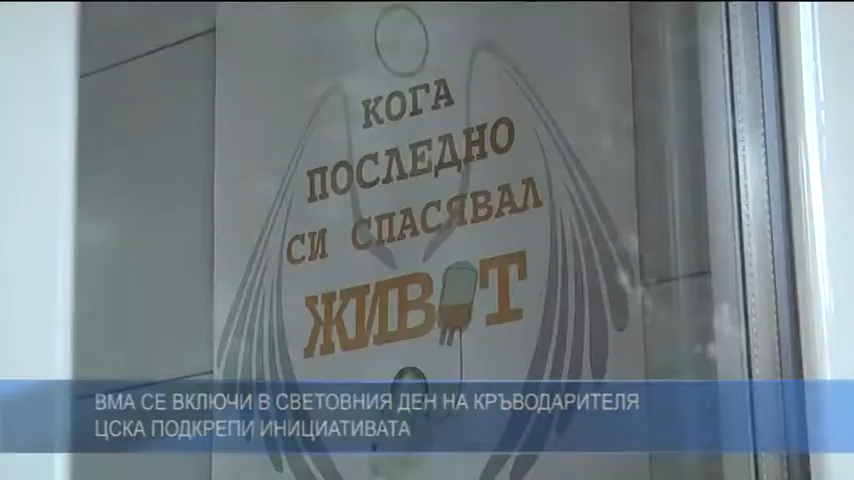 КОГА
ПОСЛЕДНО
СИ СПАСЯВАЛ
ЖИВОТ
ВМА СЕ ВКЛЮЧИ В СВЕТОВНИЯ ДЕН НА КРЪВОДАРИТЕЛЯ
ЦСКА ПОДКРЕПИ ИНИЦИАТИВАТА